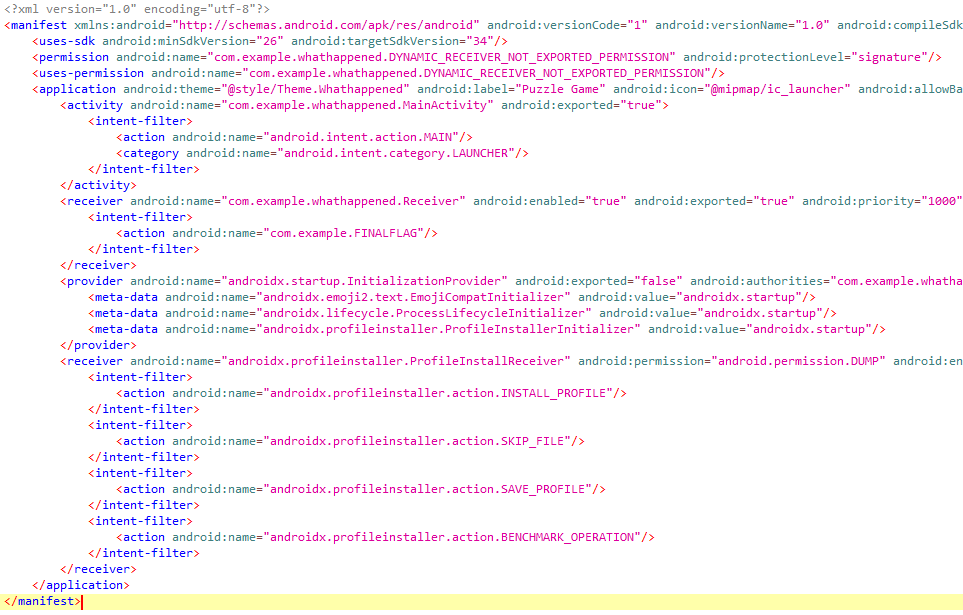 <?xml version="1.0" encoding="utf-8"?>
<manifest xmlns:android="http://schemas.android.com/apk/res/android" android:versionCode="1" android:versionName="1.0" android:compileSdk
<uses-sdk android:minSdkVersion="26" android:targetSdkVersion="34"/>
<permission android:name="com.example.whathappened.DYNAMIC_RECEIVER_NOT_EXPORTED_PERMISSION" android:protectionLevel="signature"/>
<uses-permission android:name="com.example.whathappened.DYNAMIC_RECEIVER_NOT_EXPORTED_PERMISSION"/>
<application android:theme="@style/Theme.Whathappened" android:label="Puzzle Game" android:icon="@mipmap/ic_launcher" android:allowBa
<activity android:name="com.example.whathappened.MainActivity" android:exported="true">
<intent-filter>
<action android:name="android.intent.action.MAIN"/>
<category android:name="android.intent.category.LAUNCHER"/>
</intent-filter>
</activity>
<receiver android:name="com.example.whathappened.Receiver" android:enabled="true" android:exported="true" android:priority="1000"
<intent-filter>
<action android:name="com.example.FINALFLAG"/>
</intent-filter>
</receiver>
<provider android:name="androidx.startup.InitializationProvider" android:exported="false" android:authorities="com.example.whatha
<meta-data android:name="androidx.emoji2.text.EmojiCompatInitializer" android:value="androidx.startup"/>
<meta-data android:name="androidx.lifecycle.ProcessLifecycleInitializer" android:value="androidx.startup"/>
<meta-data android:name="androidx.profileinstaller.ProfileInstallerInitializer" android:value="androidx.startup"/>
</provider>
<receiver android:name="androidx.profileinstaller.ProfileInstallReceiver" android:permission="android.permission.DUMP" android:en
<intent-filter>
<action android:name="androidx.profileinstaller.action.INSTALL_PROFILE"/>
</intent-filter>
<intent-filter>
<action android:name="androidx.profileinstaller.action.SKIP_FILE"/>
</intent-filter>
<intent-filter>
<action android:name="androidx.profileinstaller.action.SAVE_PROFILE"/>
</intent-filter>
<intent-filter>
<action android:name="androidx.profileinstaller.action.BENCHMARK_OPERATION"/>
</intent-filter>
</receiver>
</application>
</manifest>